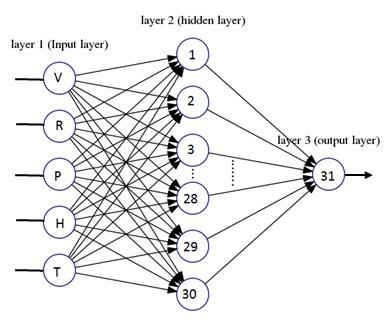 layer 2 (hidden layer)
layer 1 (Input layer)
1
V
2
R
layer 3 (output layer)
3
P
31
28
H
29
T
30